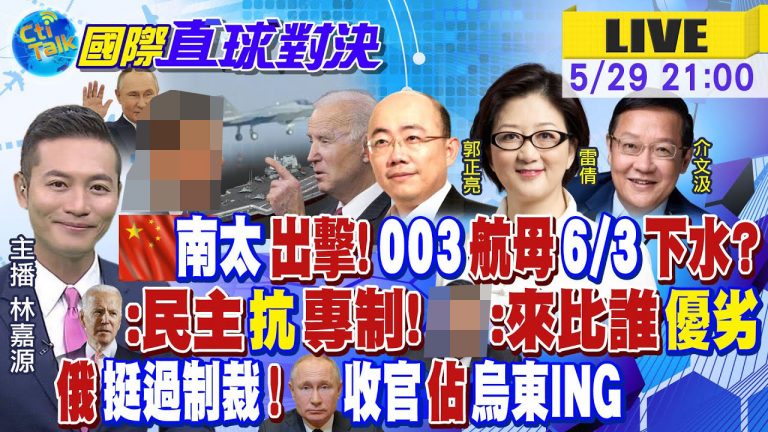 CtiTalk
國際直球對決
LIVE
5/29 21:00
郭正亮
雷倩
介文汲
主播 林嘉源
南太出擊!003航母6/3下水?
:民主抗專制! :來比誰優劣
俄挺過制裁! 收官佔烏東ING